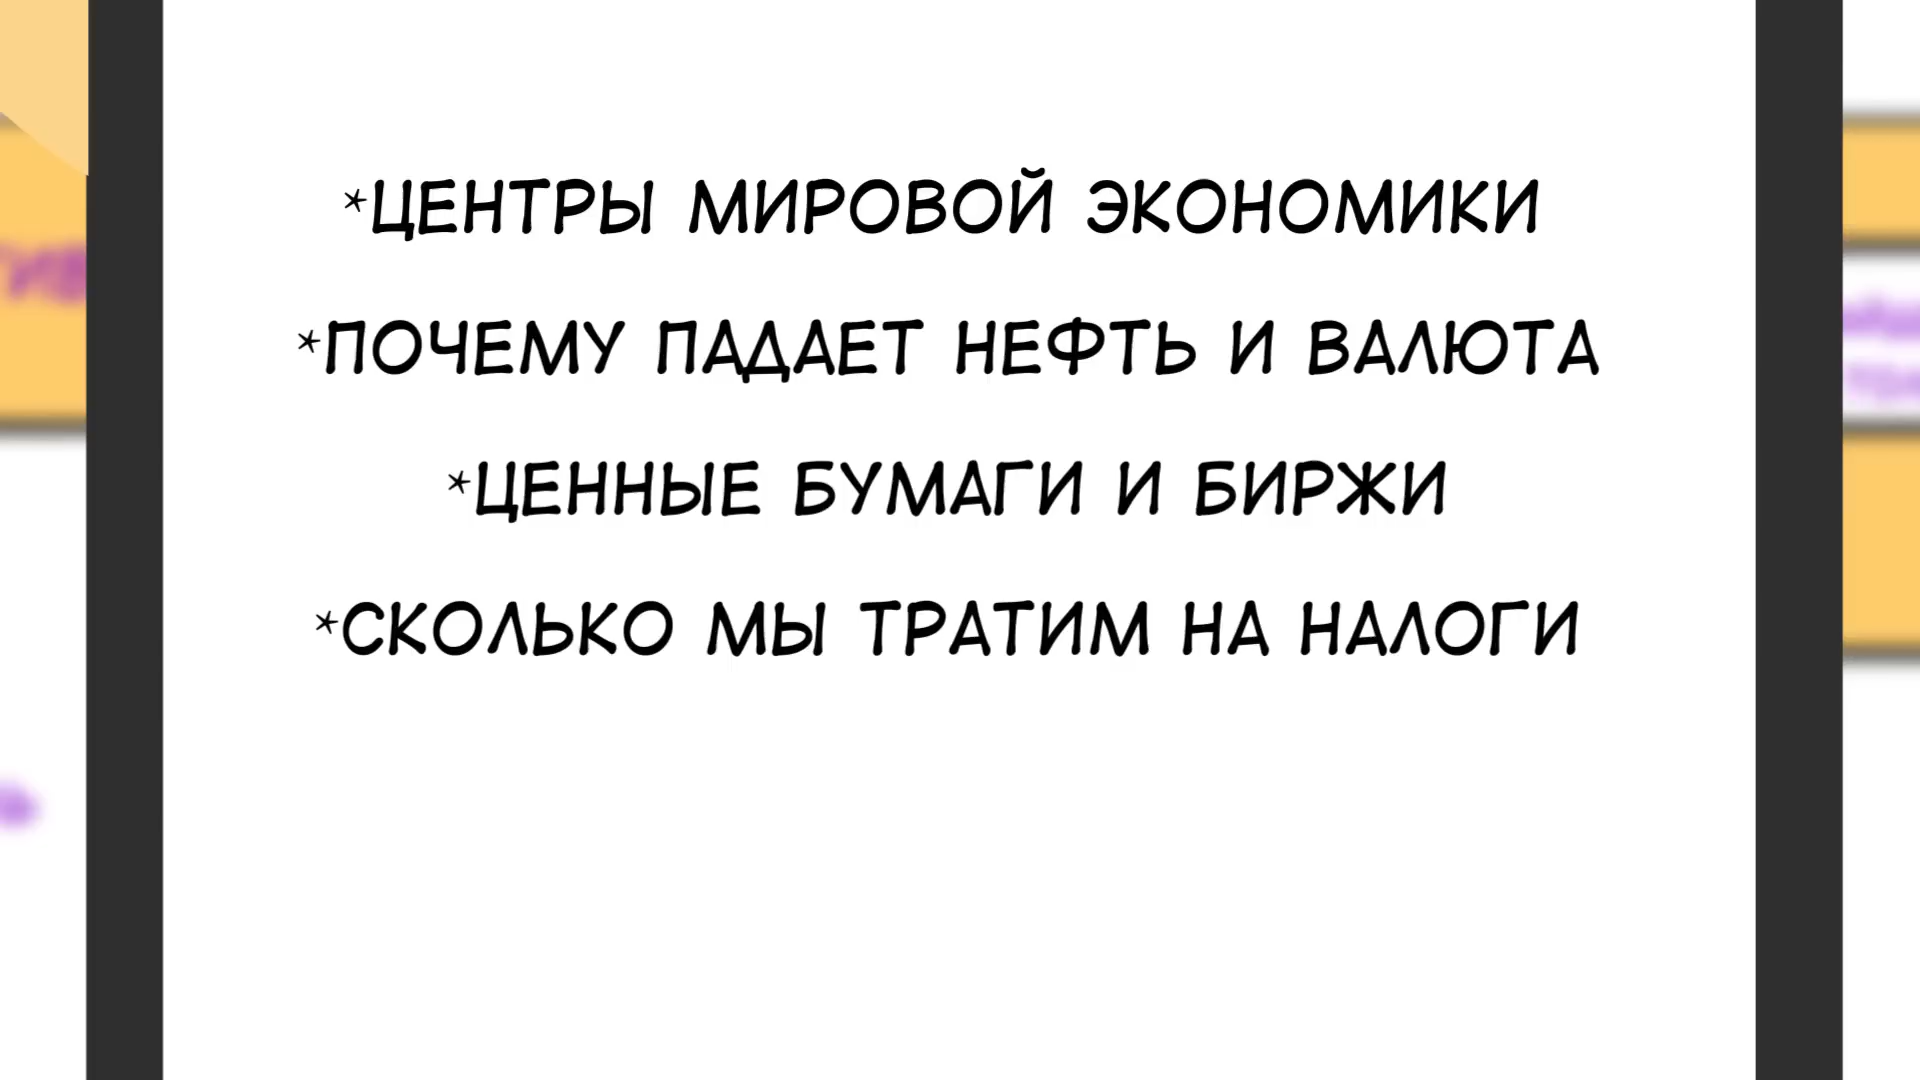 *ЦЕНТРЫ МИРОВОЙ ЭКОНОМИКИ
*ПОЧЕМУ ПАДАЕТ НЕФТЬ И ВАЛЮТА
*ЦЕННЫЕ БУМАГИ И БИРЖИ
*СКОЛЬКО МЫ ТРАТИМ НА НАЛОГИ